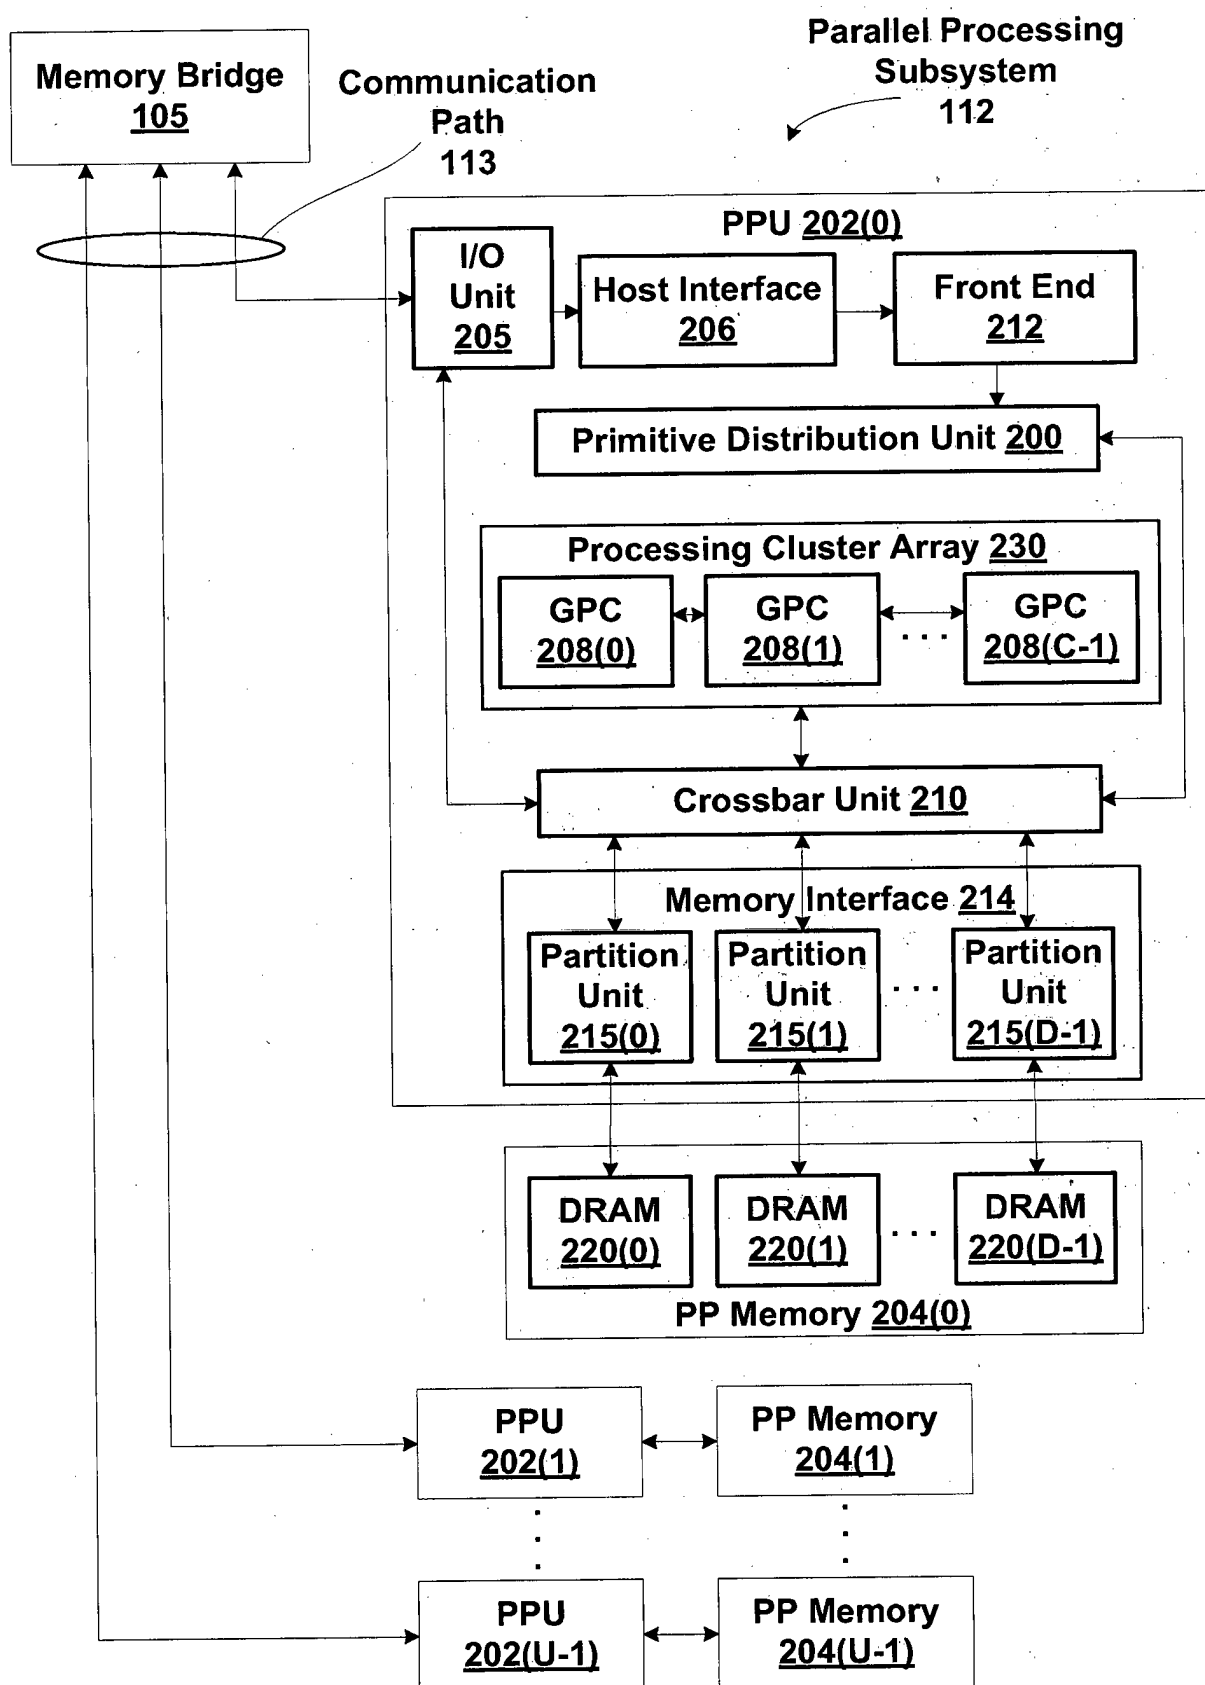 Parallel Processing
Subsystem
112
Memory Bridge
105
Communication
Path
113
PPU 202(0)
I/O
Unit
205
Host Interface
206
Front End
212
Primitive Distribution Unit 200
Processing Cluster Array 230
GPC
208(0)
GPC
208(1)
. . .
GPC
208(C-1)
Crossbar Unit 210
Memory Interface 214
Partition
Unit
215(0)
Partition
Unit
215(1)
. . .
Partition
Unit
215(D-1)
DRAM
220(0)
DRAM
220(1)
. . .
DRAM
220(D-1)
PP Memory 204(0)
PPU
202(1)
PP Memory
204(1)
PPU
202(U-1)
PP Memory
204(U-1)